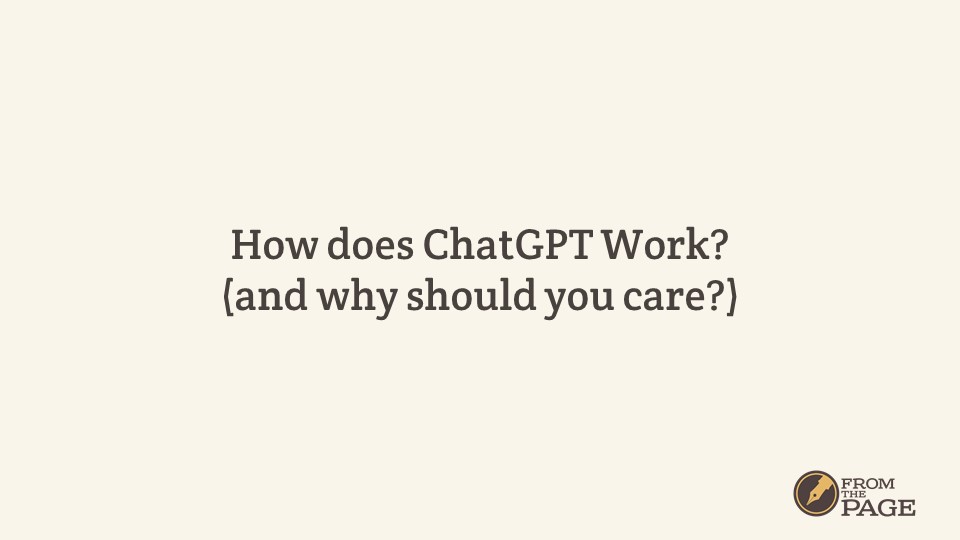 How does ChatGPT Work?
(and why should you care?)
FROM
THE
PAGE